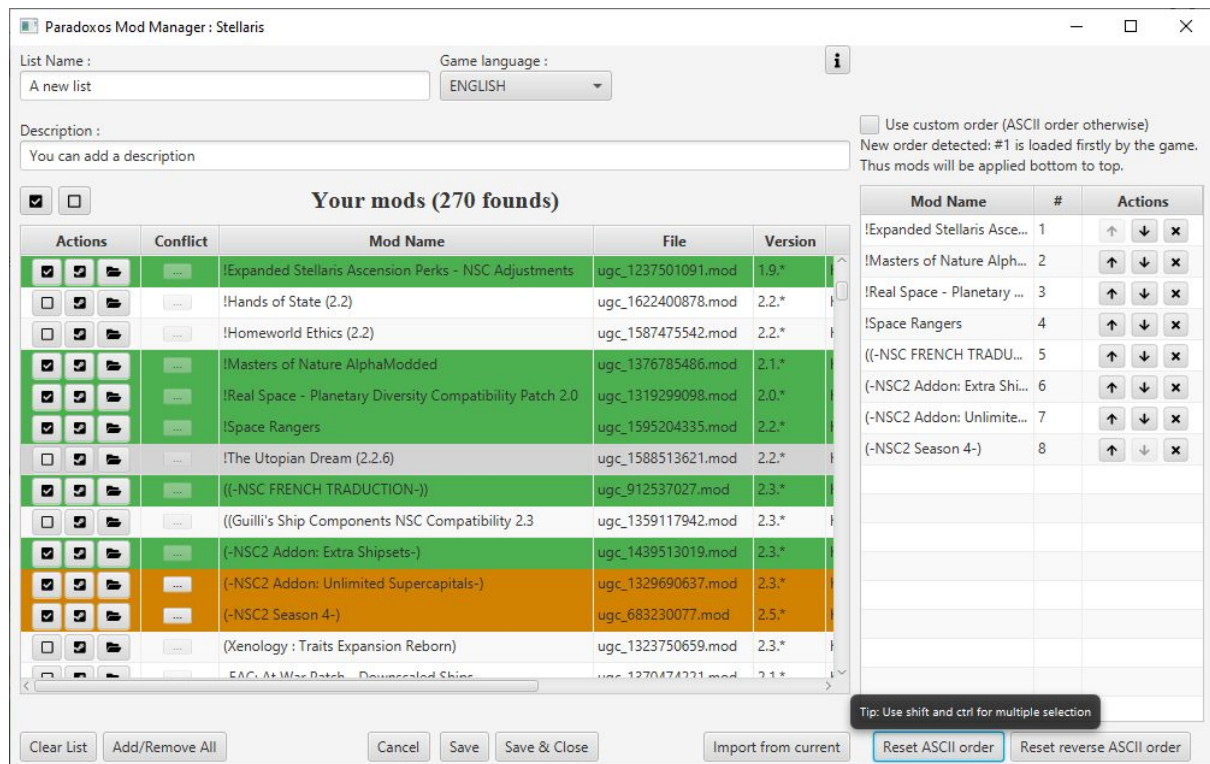 Paradoxos Mod Manager : Stellaris
List Name :
Game language :
A new list
ENGLISH
Description :
You can add a description
Use custom order (ASCII order otherwise)
New order detected: #1 is loaded firstly by the game.
Thus mods will be applied bottom to top.
Your mods (270 founds)
Actions Conflict Mod Name File Version
... !Expanded Stellaris Ascension Perks - NSC Adjustments ugc_1237501091.mod 1.9.*
... !Hands of State (2.2) ugc_1622400878.mod 2.2.*
... !Homeworld Ethics (2.2) ugc_1587475542.mod 2.2.*
... !Masters of Nature AlphaModded ugc_1376785486.mod 2.1.*
... !Real Space - Planetary Diversity Compatibility Patch 2.0 ugc_1319299098.mod 2.0.*
... !Space Rangers ugc_1595204335.mod 2.2.*
... !The Utopian Dream (2.2.6) ugc_1588513621.mod 2.2.*
... ((-NSC FRENCH TRADUCTION-)) ugc_912537027.mod 2.3.*
... ((Guilli's Ship Components NSC Compatibility 2.3 ugc_1359117942.mod 2.3.*
... (-NSC2 Addon: Extra Shipsets-) ugc_1439513019.mod 2.3.*
... (-NSC2 Addon: Unlimited Supercapitals-) ugc_1329690637.mod 2.3.*
... (-NSC2 Season 4-) ugc_683230077.mod 2.5.*
... (Xenology : Traits Expansion Reborn) ugc_1323750659.mod 2.3.*
At War Patch - Downscaled Ships ugc_1370474221.mod 2.1.*
Mod Name # Actions
!Expanded Stellaris Asce... 1
!Masters of Nature Alph... 2
!Real Space - Planetary ... 3
!Space Rangers 4
((-NSC FRENCH TRADU... 5
(-NSC2 Addon: Extra Shi... 6
(-NSC2 Addon: Unlimite... 7
(-NSC2 Season 4-) 8
Tip: Use shift and ctrl for multiple selection
Clear List Add/Remove All Cancel Save Save & Close Import from current Reset ASCII order Reset reverse ASCII order